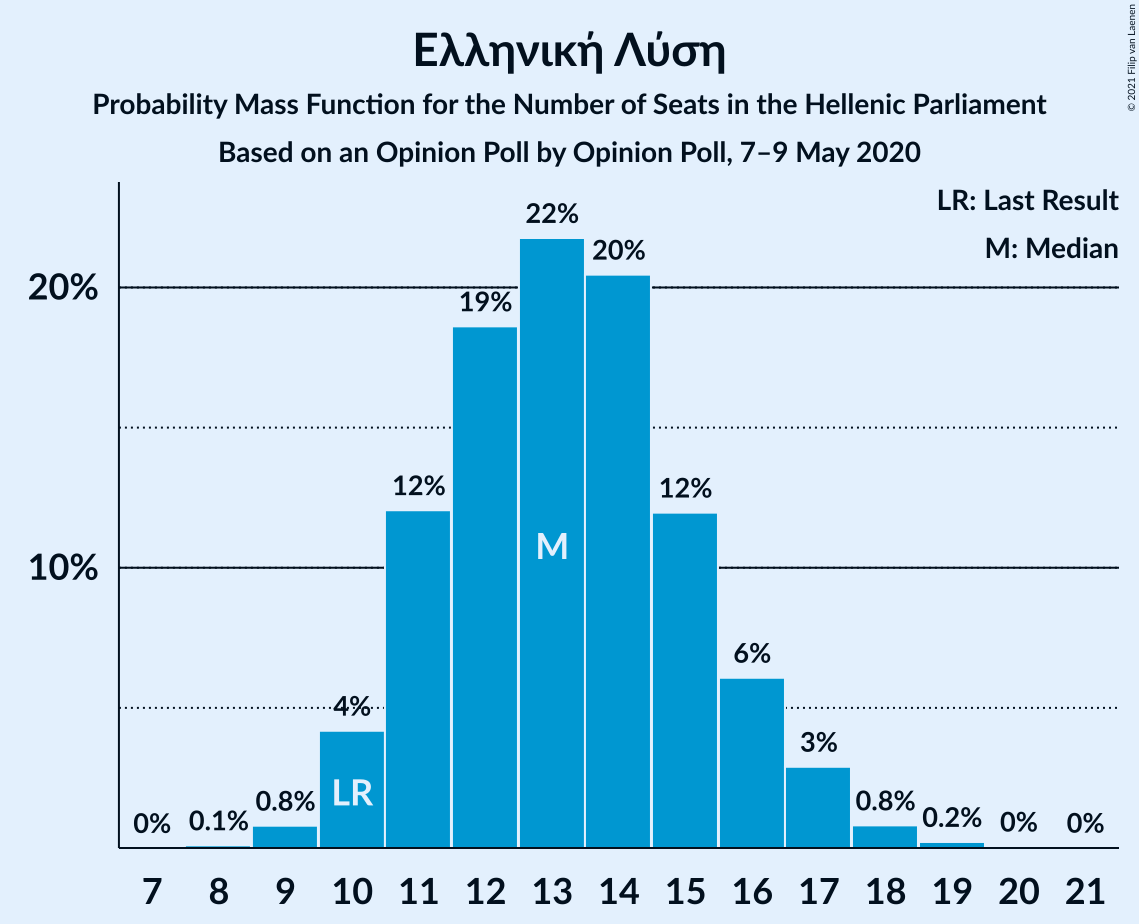 Ελληνική Λύση
Probability Mass Function for the Number of Seats in the Hellenic Parliament
Based on an Opinion Poll by Opinion Poll, 7–9 May 2020
© 2021 Filip van Laenen
LR: Last Result
M: Median
20%
10%
0%
0.1%
0.8%
4%
12%
19%
22%
20%
12%
6%
3%
0.8%
0.2%
0%
0%
LR
M
7 8 9 10 11 12 13 14 15 16 17 18 19 20 21